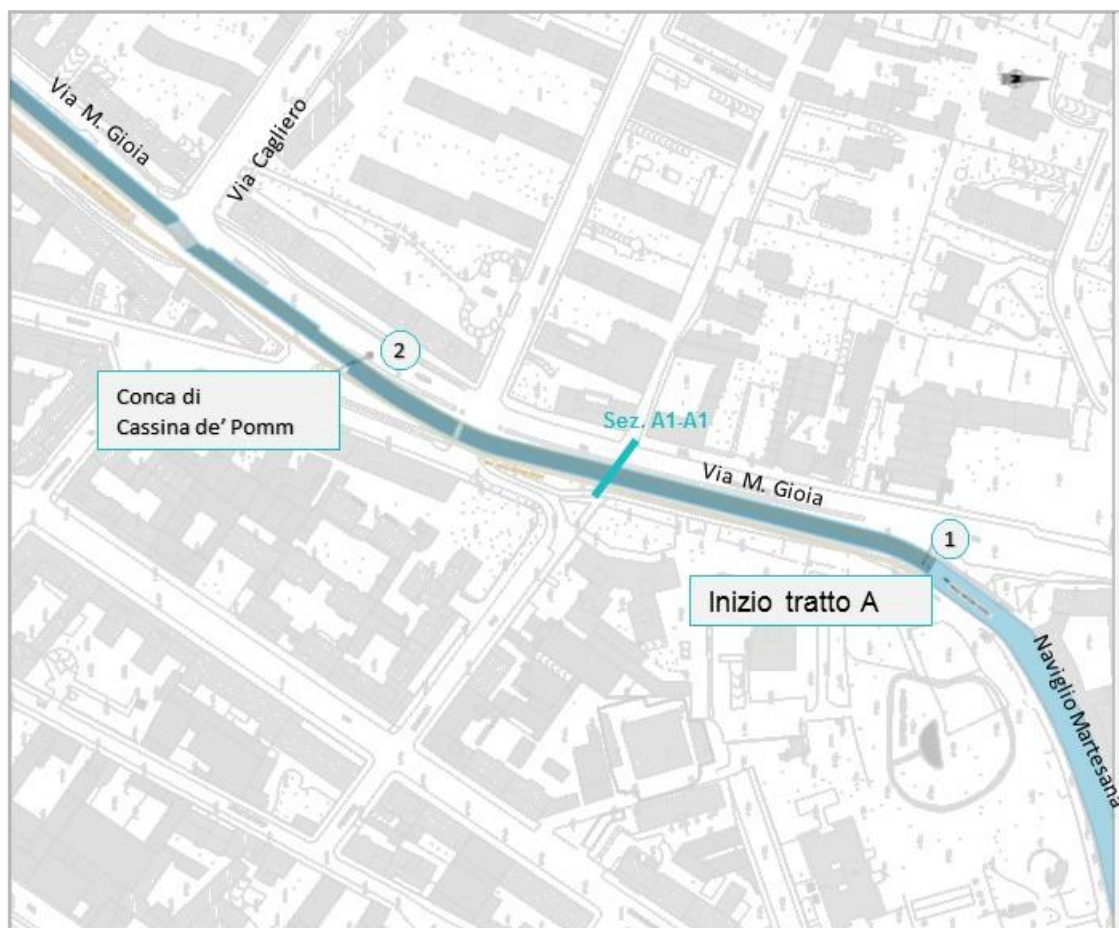 Via M. Gioia
Via Cagliero
2
Conca di
Cassina de’ Pomm
Sez. A1-A1
Via M. Gioia
1
Inizio tratto A
Naviglio Martesana